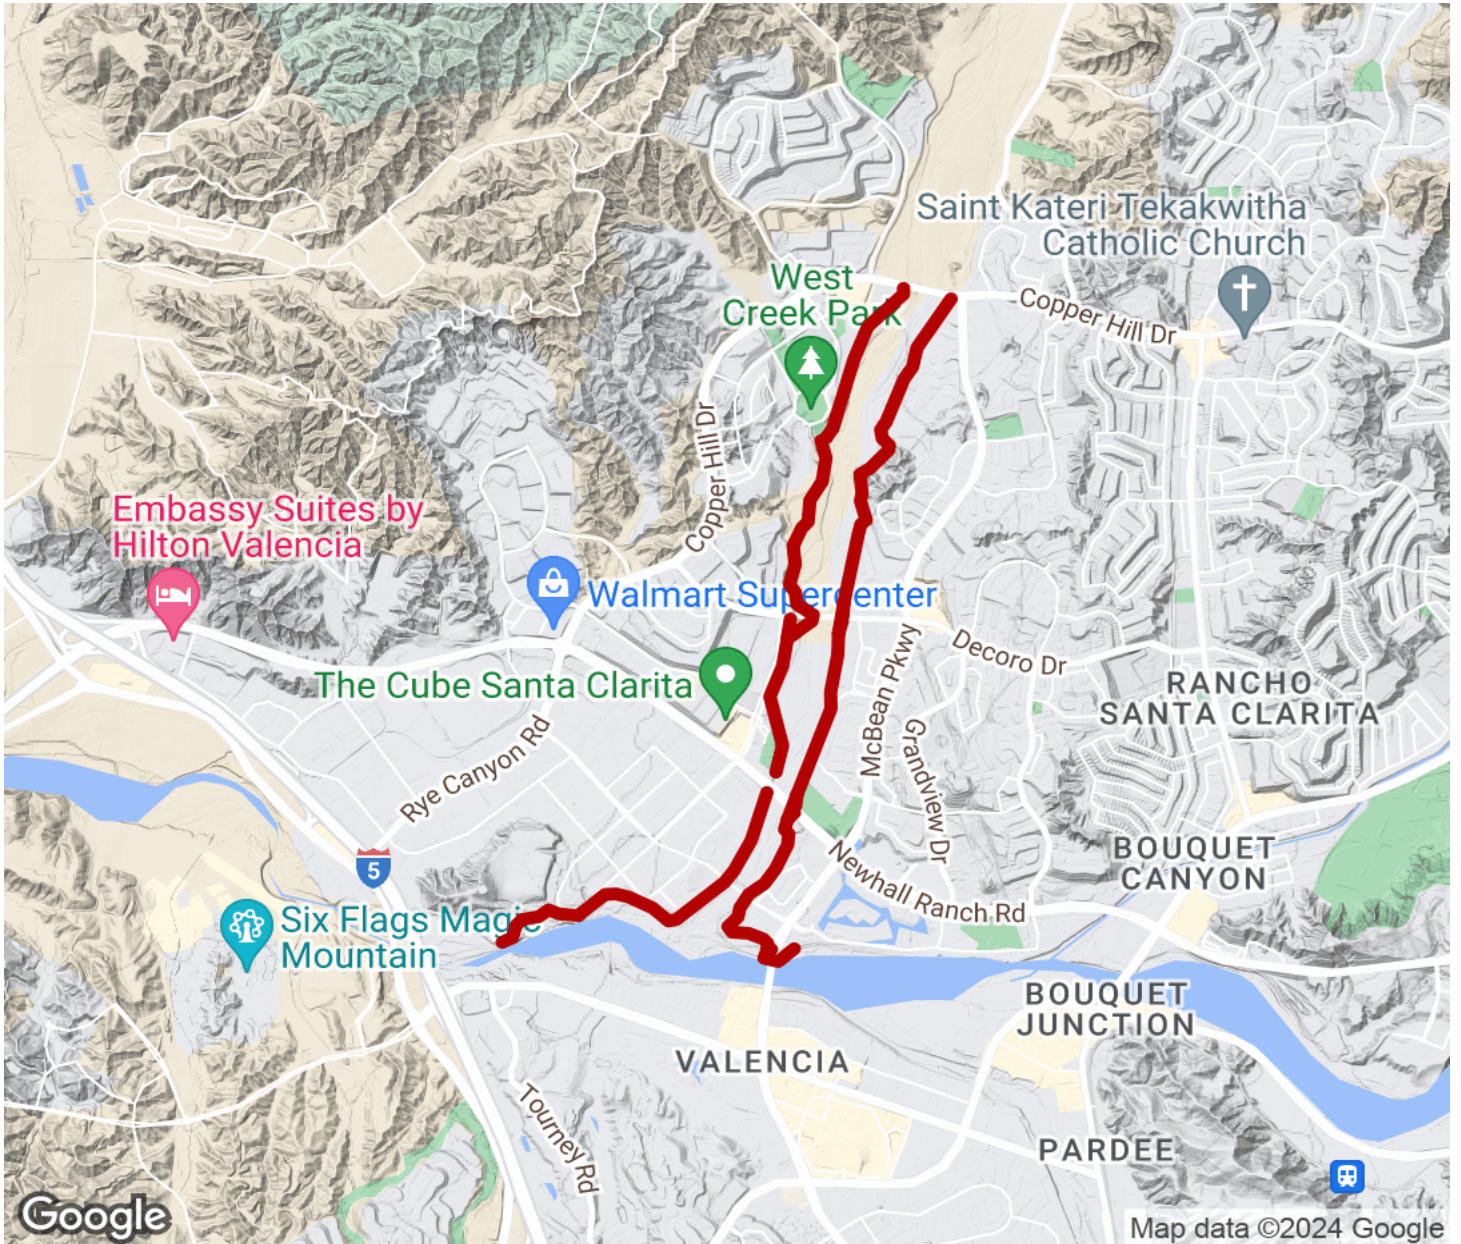 Saint Kateri Tekakwitha
Catholic Church
West
Creek Park
Copper Hill Dr
Copper Hill Dr
Embassy Suites by
Hilton Valencia
Walmart Supercenter
Decoro Dr
McBean Pkwy
The Cube Santa Clarita
RANCHO
SANTA CLARITA
Grandview Dr
Rye Canyon Rd
5
BOUQUET
CANYON
Newhall Ranch Rd
Six Flags Magic
Mountain
BOUQUET
JUNCTION
VALENCIA
Tourney Rd
PARDEE
Google
Map data ©2024 Google